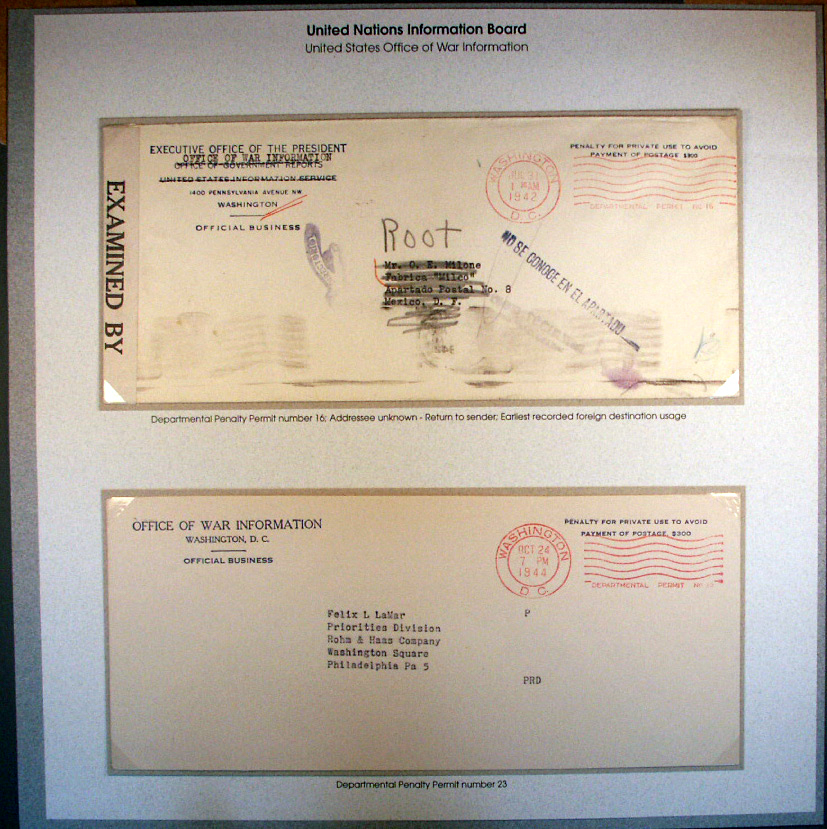 United Nations Information Board
United States Office of War Information
EXAMINED BY
EXECUTIVE OFFICE OF THE PRESIDENT
OFFICE OF WAR INFORMATION
OFFICE OF GOVERNMENT REPORTS
UNITED STATES INFORMATION SERVICE
1400 PENNSYLVANIA AVENUE NW
WASHINGTON
OFFICIAL BUSINESS
WASHINGTON
JUL 31
1942
D. C.
PENALTY FOR PRIVATE USE TO AVOID
PAYMENT OF POSTAGE $300
DEPARTMENTAL PERMIT No 16
Root
Mr. O. E. Milone
Fabrica "Milco"
Apartado Postal No. 8
Mexico, D. F.
NO SE CONOCE EN EL APARTADO
Departmental Penalty Permit number 16; Addressee unknown - Return to sender; Earliest recorded foreign destination usage
OFFICE OF WAR INFORMATION
WASHINGTON, D. C.
OFFICIAL BUSINESS
WASHINGTON
OCT 24
7 PM
1944
D. C.
PENALTY FOR PRIVATE USE TO AVOID
PAYMENT OF POSTAGE, $300
DEPARTMENTAL PERMIT No
Felix L LaMar
P
Priorities Division
Rohm & Haas Company
Washington Square
Philadelphia Pa 5
PRD
Departmental Penalty Permit number 23